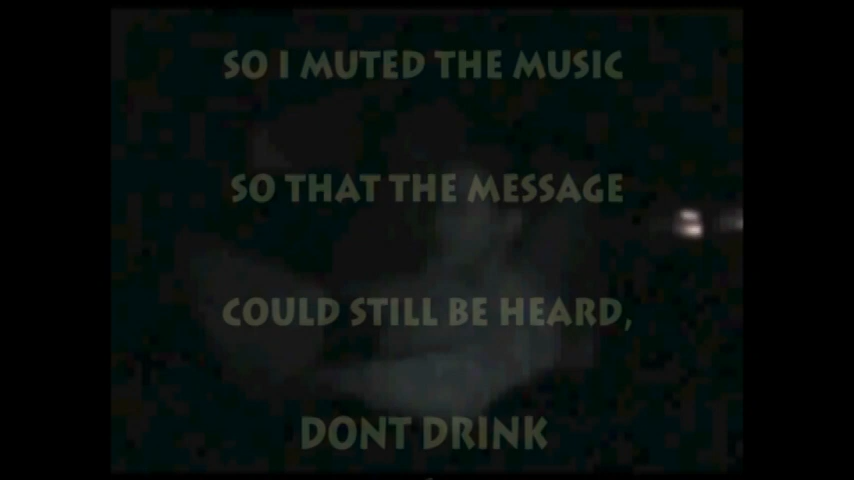 SO I MUTED THE MUSIC
SO THAT THE MESSAGE
COULD STILL BE HEARD,
DONT DRINK